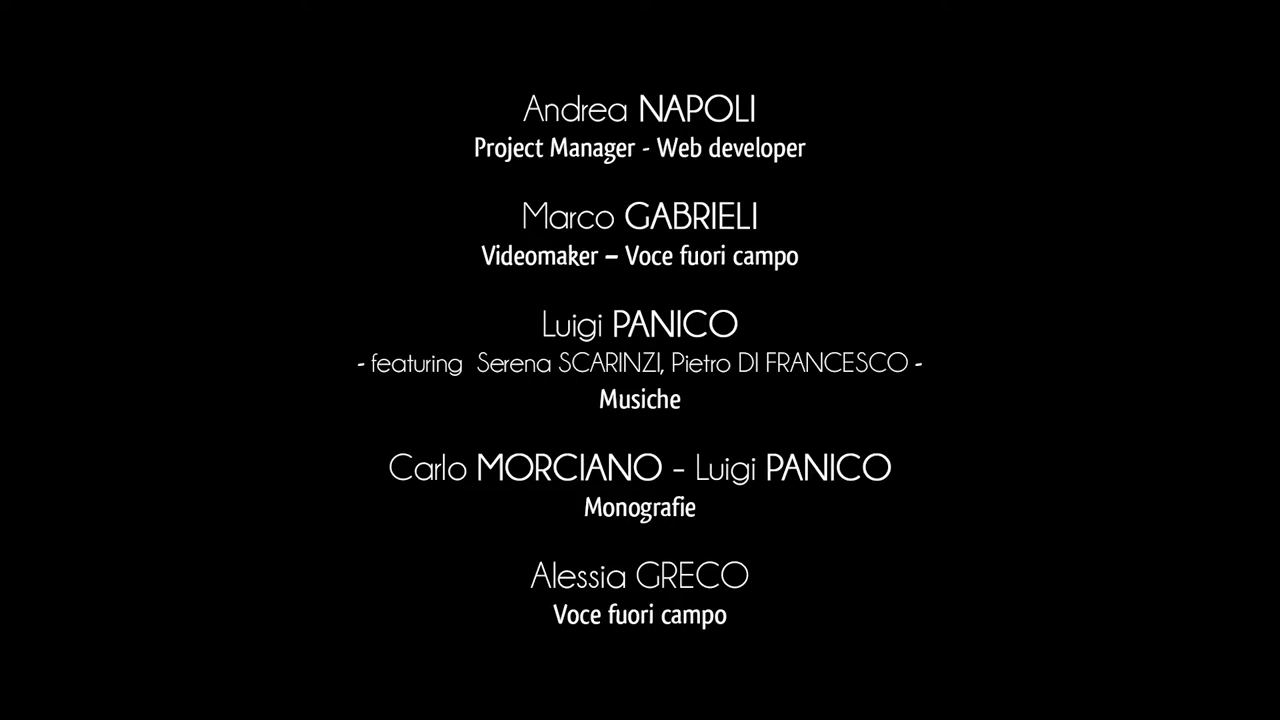 Andrea NAPOLI
Project Manager - Web developer
Marco GABRIELI
Videomaker – Voce fuori campo
Luigi PANICO
- featuring Serena SCARINZI, Pietro DI FRANCESCO -
Musiche
Carlo MORCIANO - Luigi PANICO
Monografie
Alessia GRECO
Voce fuori campo